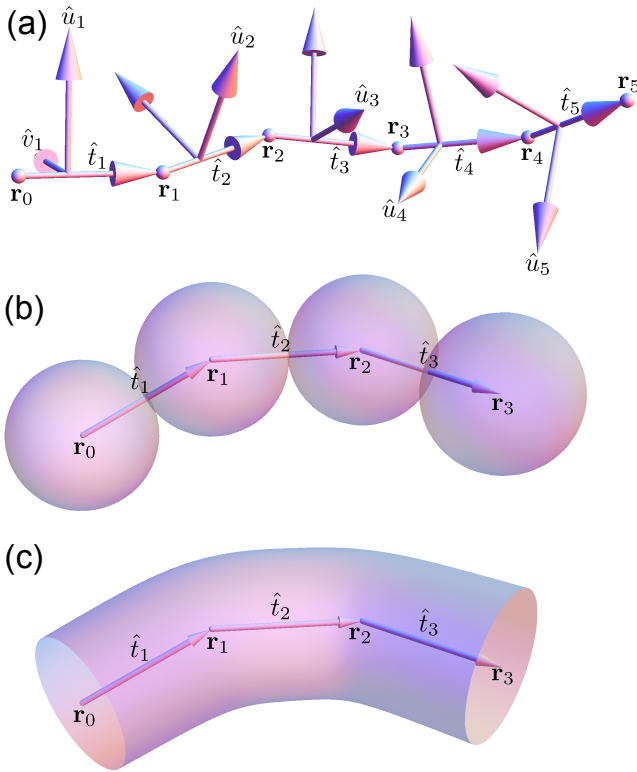 (a)
û₁ û₂ r₅
v̂₁ t̂₁ û₃ r₃ t̂₅
r₀ r₁ t̂₂ r₂ t̂₃ t̂₄ r₄
û₄
û₅
(b)
t̂₁ r₁ t̂₂ r₂ t̂₃
r₀ r₃
(c)
t̂₁ r₁ t̂₂ r₂ t̂₃
r₀ r₃